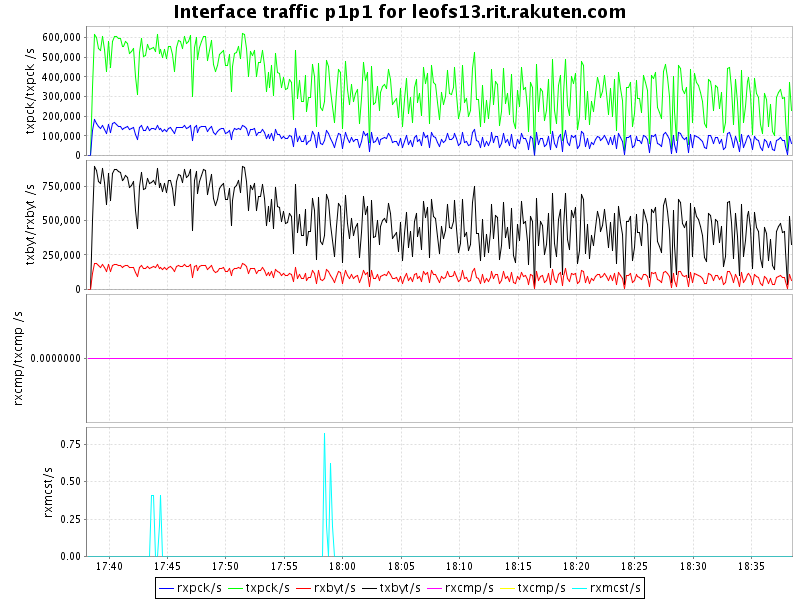 Interface traffic p1p1 for leofs13.rit.rakuten.com
txpck/txpck /s
600,000
500,000
400,000
300,000
200,000
100,000
0
txbyt/rxbyt /s
750,000
500,000
250,000
0
rxcmp/txcmp /s
0.0000000
rxmcst/s
0.75
0.50
0.25
0.00
17:40 17:45 17:50 17:55 18:00 18:05 18:10 18:15 18:20 18:25 18:30 18:35
rxpck/s txpck/s rxbyt/s txbyt/s rxcmp/s txcmp/s rxmcst/s